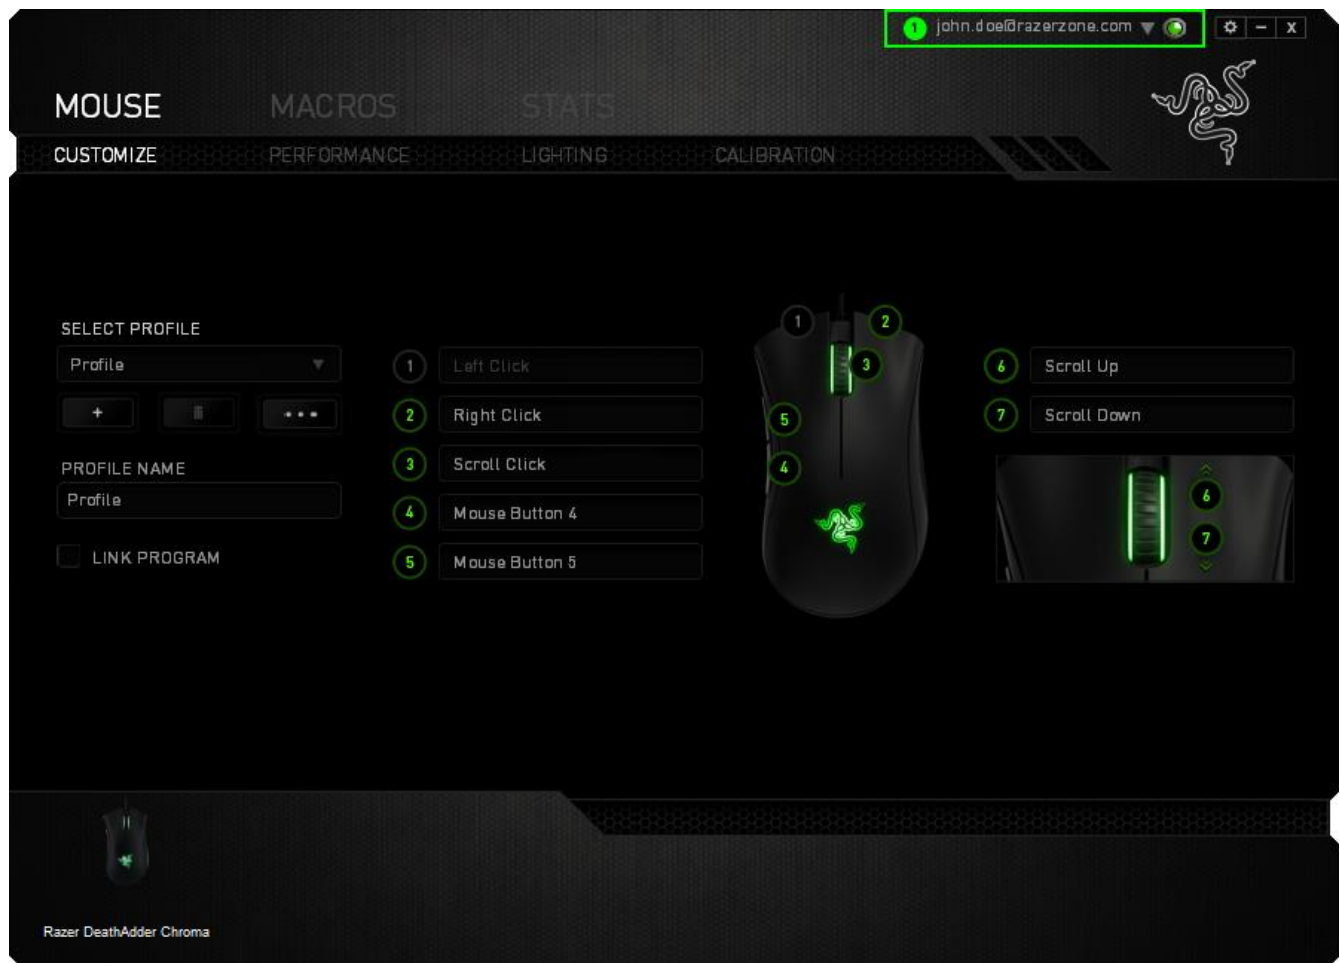 1 john.doe@razerzone.com
X
MOUSE MACROS STATS
CUSTOMIZE PERFORMANCE LIGHTING CALIBRATION
SELECT PROFILE
Profile
+
PROFILE NAME
Profile
LINK PROGRAM
1 Left Click
2 Right Click
3 Scroll Click
4 Mouse Button 4
5 Mouse Button 5
1
2
3
5
4
6 Scroll Up
7 Scroll Down
6
7
Razer DeathAdder Chroma